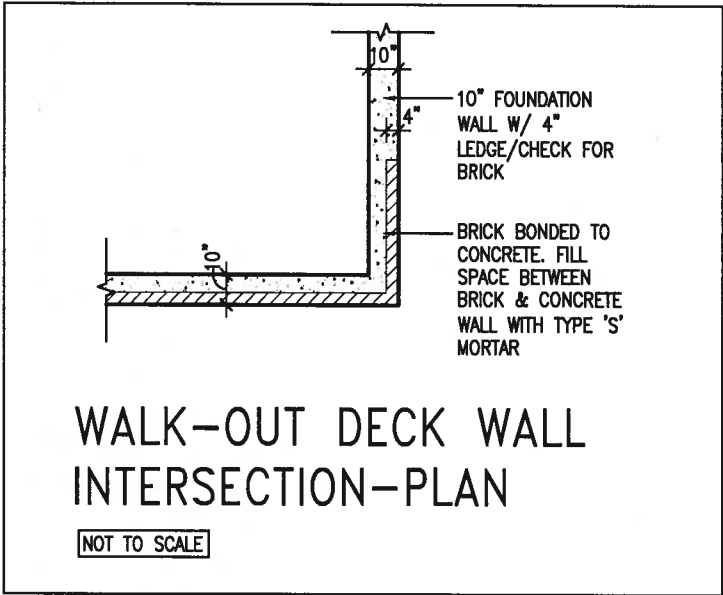 10"
10" FOUNDATION
WALL W/ 4"
LEDGE/CHECK FOR
BRICK
4"
BRICK BONDED TO
CONCRETE. FILL
SPACE BETWEEN
BRICK & CONCRETE
WALL WITH TYPE 'S'
MORTAR
10"
WALK-OUT DECK WALL
INTERSECTION-PLAN
NOT TO SCALE